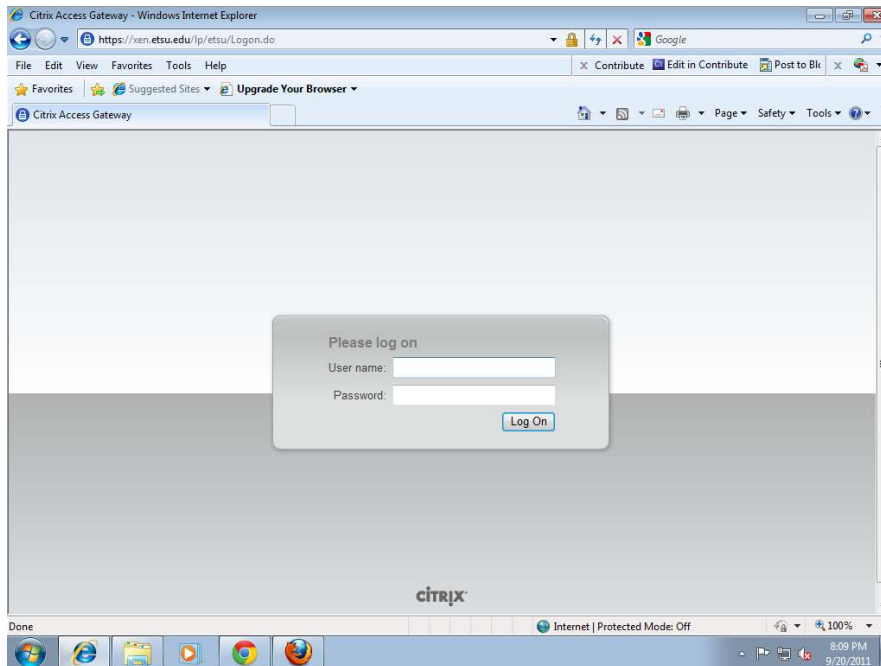 Citrix Access Gateway - Windows Internet Explorer
https://xen.etsu.edu/lp/etsu/Logon.do
Google
File Edit View Favorites Tools Help
x Contribute Edit in Contribute Post to Blo
Favorites Suggested Sites Upgrade Your Browser
Citrix Access Gateway
Page Safety Tools
Please log on
User name:
Password:
Log On
CITRIX
Done
Internet | Protected Mode: Off
100%
8:09 PM
9/20/2011